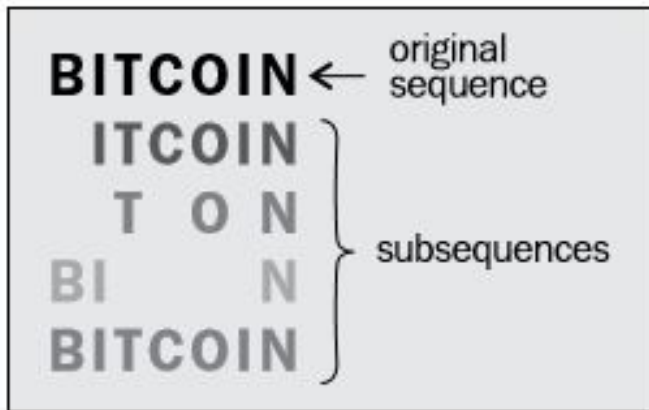 BITCOIN
original
sequence
ITCOIN
T O N
BI N
BITCOIN
subsequences